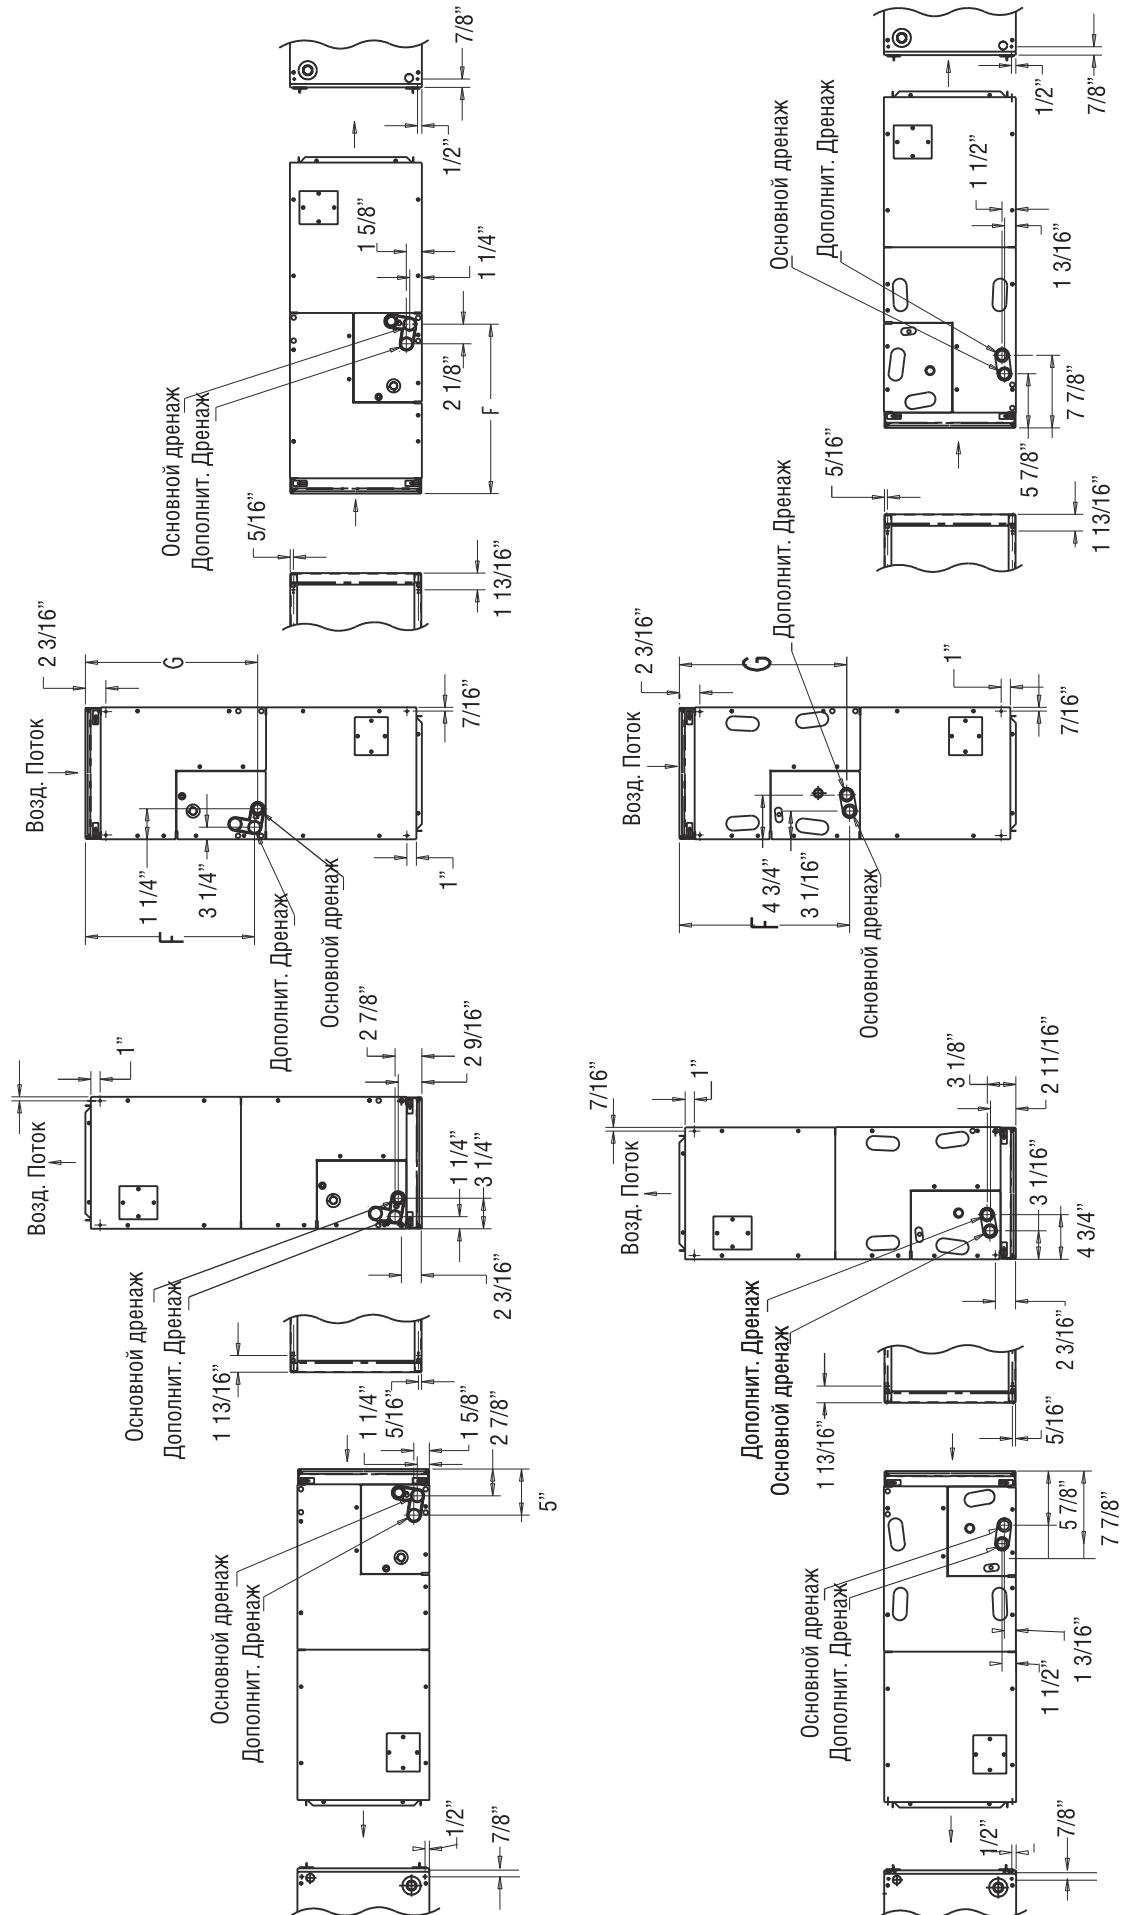 7/8”
1/2”
1 5/8”
1 1/4”
2 1/8”
F
Основной дренаж
Дополнит. Дренаж
5/16”
1 13/16”
2 3/16”
G
7/16”
Возд. Поток
1 1/4”
3 1/4”
1”
F
Дополнит. Дренаж
Основной дренаж
2 7/8”
2 9/16”
1”
Возд. Поток
1 1/4”
3 1/4”
2 3/16”
Основной дренаж
Дополнит. Дренаж
1 13/16”
1 1/4”
5/16”
1 5/8”
2 7/8”
5”
Основной дренаж
Дополнит. Дренаж
1/2”
7/8”
1/2”
7/8”
Основной дренаж
Дополнит. Дренаж
1 1/2”
1 3/16”
7 7/8”
5 7/8”
5/16”
1 13/16”
Дополнит. Дренаж
2 3/16”
G
1”
7/16”
Возд. Поток
F
4 3/4”
3 1/16”
Основной дренаж
7/16”
1”
3 1/8”
2 11/16”
Возд. Поток
3 1/16”
4 3/4”
2 3/16”
Дополнит. Дренаж
Основной дренаж
1 13/16”
5/16”
5 7/8”
7 7/8”
Основной дренаж
Дополнит. Дренаж
1 3/16”
1 1/2”
1/2”
7/8”